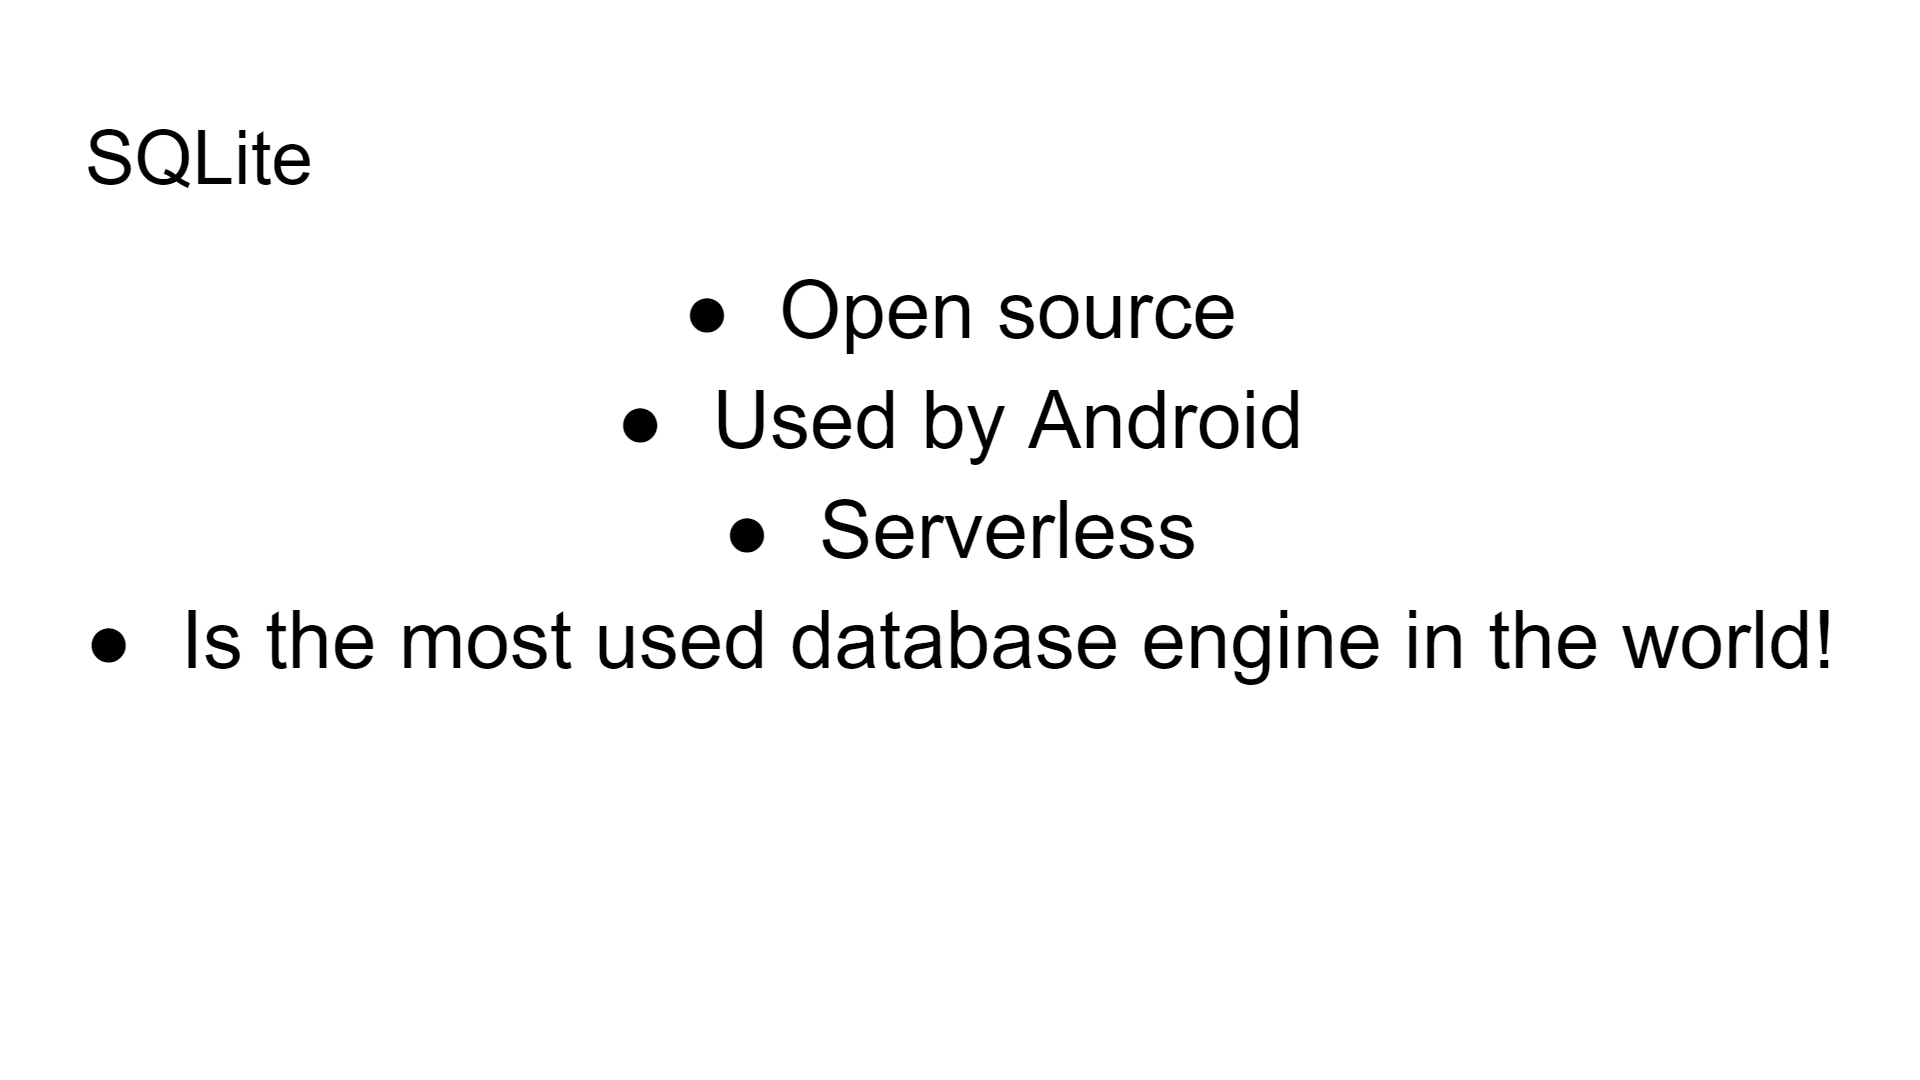 SQLite
● Open source
● Used by Android
● Serverless
● Is the most used database engine in the world!